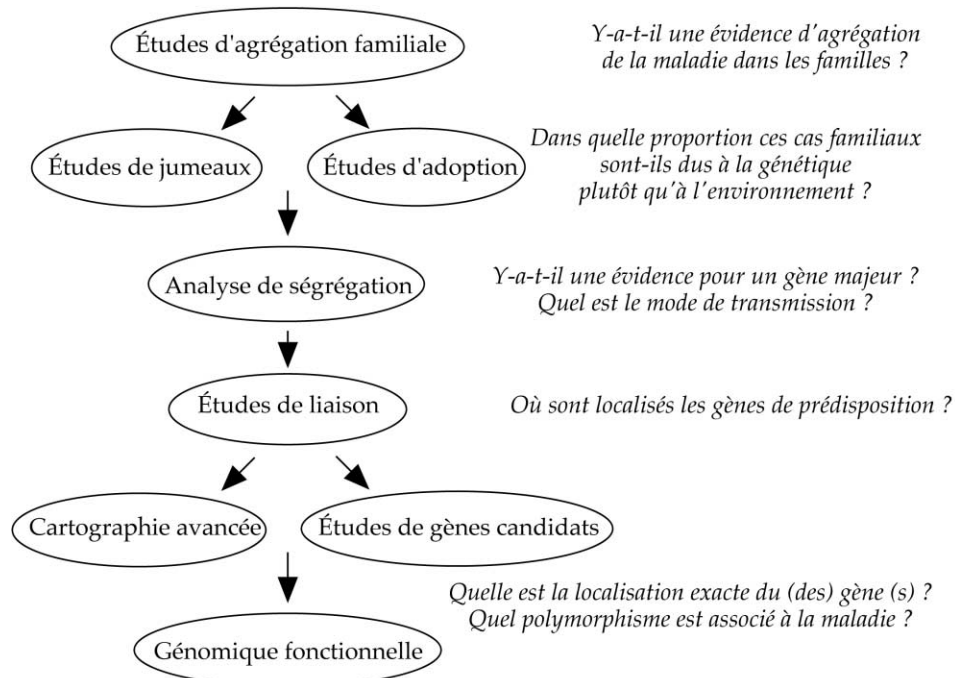 Études d'agrégation familiale
Y-a-t-il une évidence d'agrégation
de la maladie dans les familles ?
Études de jumeaux
Études d'adoption
Dans quelle proportion ces cas familiaux
sont-ils dus à la génétique
plutôt qu'à l'environnement ?
Analyse de ségrégation
Y-a-t-il une évidence pour un gène majeur ?
Quel est le mode de transmission ?
Études de liaison
Où sont localisés les gènes de prédisposition ?
Cartographie avancée
Études de gènes candidats
Quelle est la localisation exacte du (des) gène (s) ?
Quel polymorphisme est associé à la maladie ?
Génomique fonctionnelle